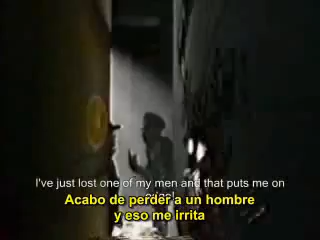 I've just lost one of my men and that puts me on
Acabo de perder a un hombre
y eso me irrita